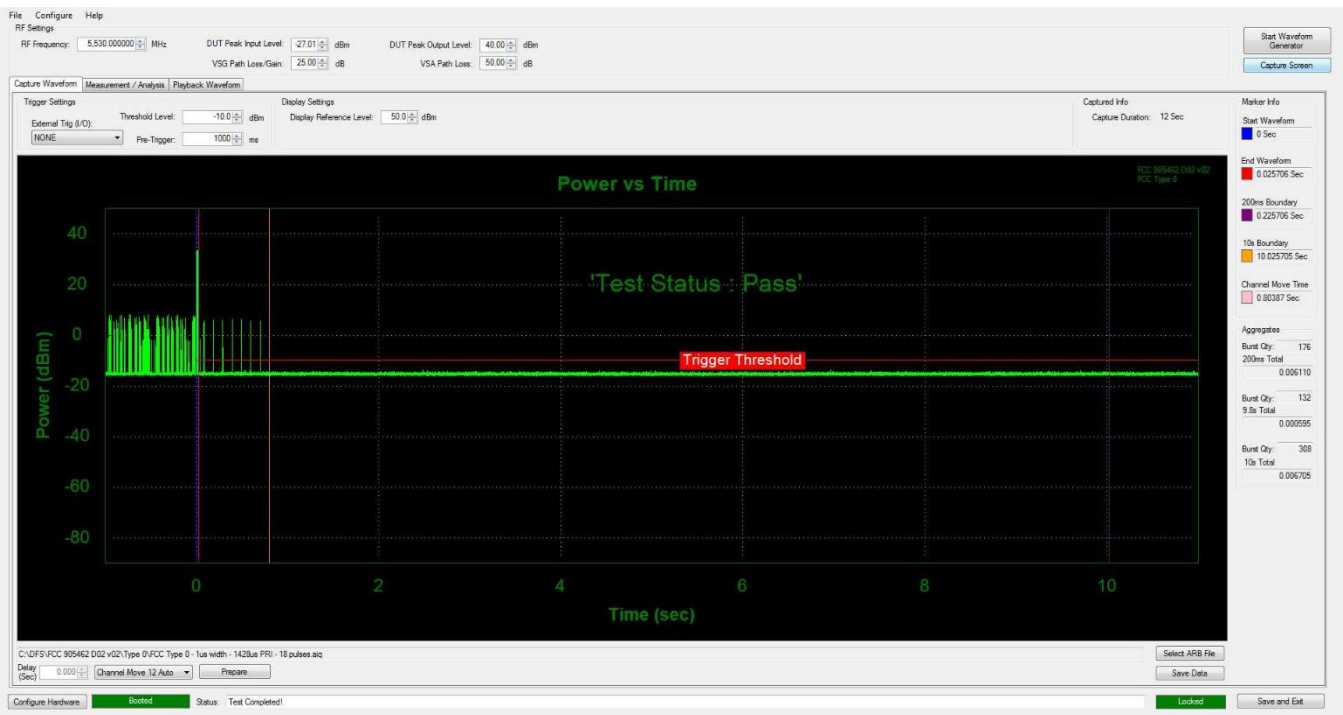 File Configure Help
RF Settings
RF Frequency: 5,530.000000 MHz DUT Peak Input Level: -27.01 dBm DUT Peak Output Level: 40.00 dBm
VSG Path Loss/Gain: 25.00 dB VSA Path Loss: 50.00 dB
Start Waveform
Generator
Capture Screen
Capture Waveform Measurement / Analysis Playback Waveform
Trigger Settings
External Trig (I/O): Threshold Level: -10.0 dBm
NONE Pre-Trigger: 1000 ms
Display Settings
Display Reference Level: 50.0 dBm
Captured Info
Capture Duration: 12 Sec
Marker Info
Start Waveform
0 Sec
End Waveform
0.025706 Sec
200ms Boundary
0.225706 Sec
10s Boundary
10.025705 Sec
Channel Move Time
0.80387 Sec
Aggregates
Burst Qty: 176
200ms Total
0.006110
Burst Qty: 132
9.8s Total
0.000595
Burst Qty: 308
10s Total
0.006705
Power vs Time
FCC 905462 D02 v02
FCC Type 0
'Test Status : Pass'
Trigger Threshold
Power (dBm)
40
20
0
-20
-40
-60
-80
0 2 4 6 8 10
Time (sec)
C:\DFS\FCC 905462 D02 v02\Type 0\FCC Type 0 - 1us width - 1428us PRI - 18 pulses.aiq
Select ARB File
Delay
(Sec) 0.000 Channel Move 12 Auto Prepare
Save Data
Configure Hardware Booted Status: Test Completed! Locked Save and Exit